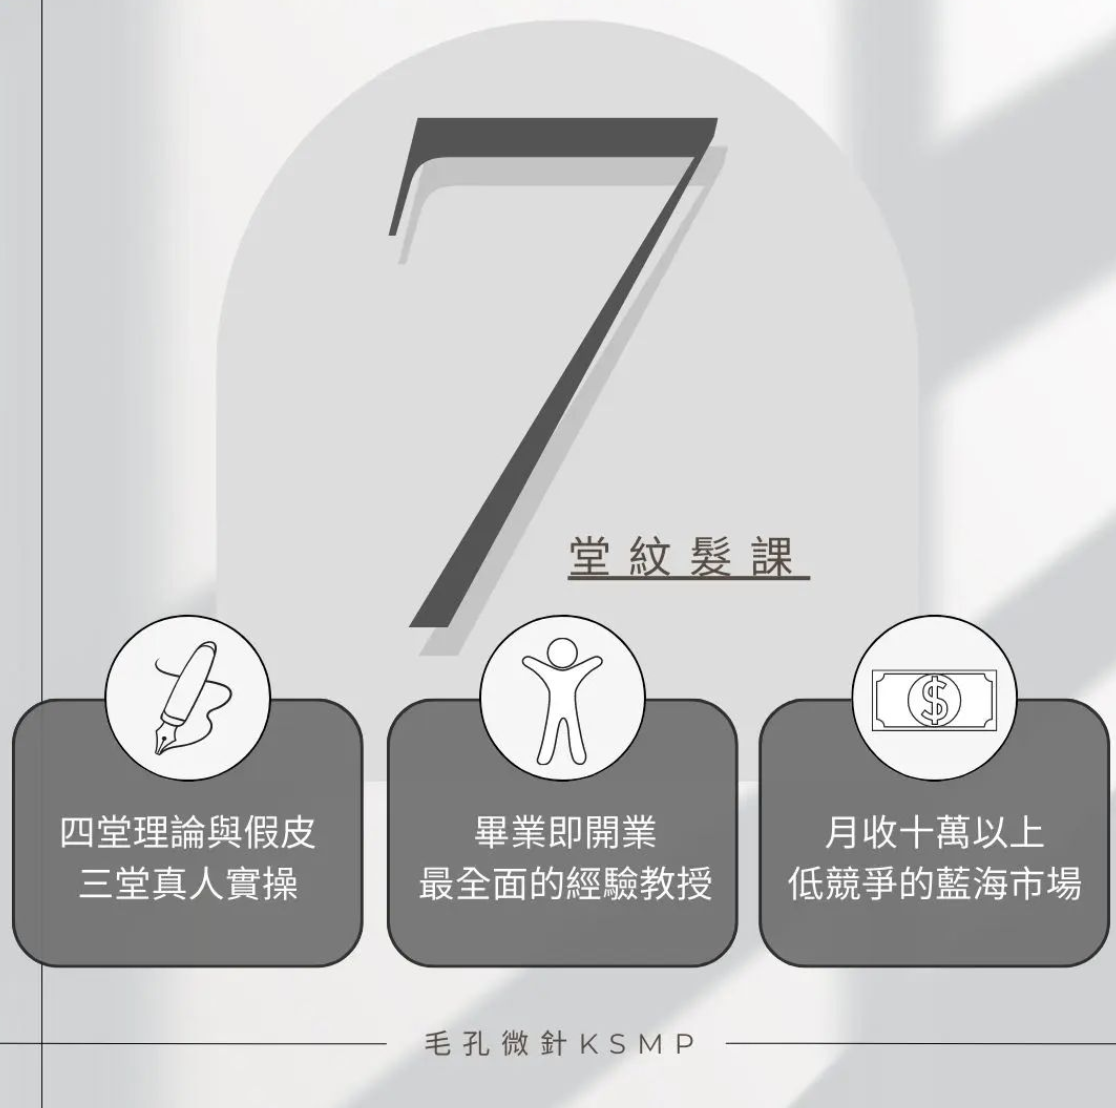 7
堂紋髮課
四堂理論與假皮
三堂真人實操
畢業即開業
最全面的經驗教授
$
月收十萬以上
低競爭的藍海市場
毛孔微針KSMP